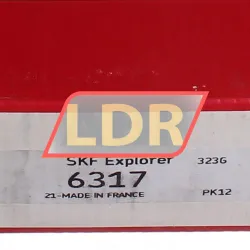 LDR
SKF Explorer 323G
6317
21-MADE IN FRANCE PK12